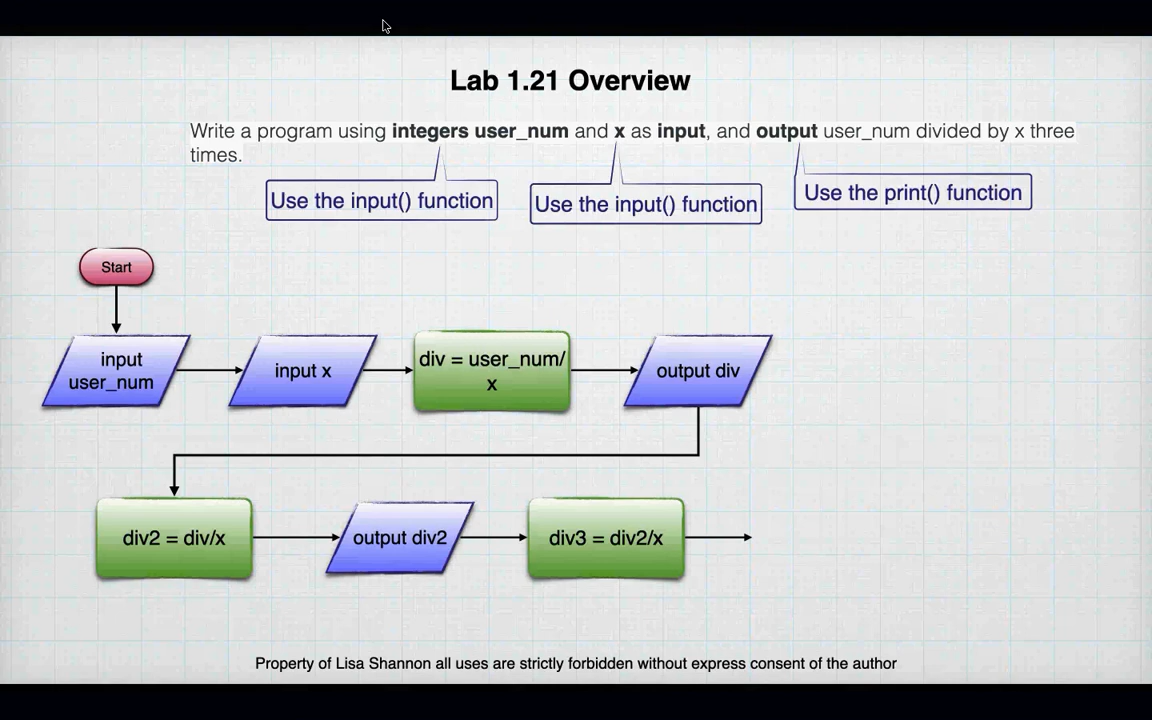 Lab 1.21 Overview
Write a program using integers user_num and x as input, and output user_num divided by x three
times.
Use the input() function
Use the input() function
Use the print() function
Start
input
user_num
input x
div = user_num/
x
output div
div2 = div/x
output div2
div3 = div2/x
Property of Lisa Shannon all uses are strictly forbidden without express consent of the author